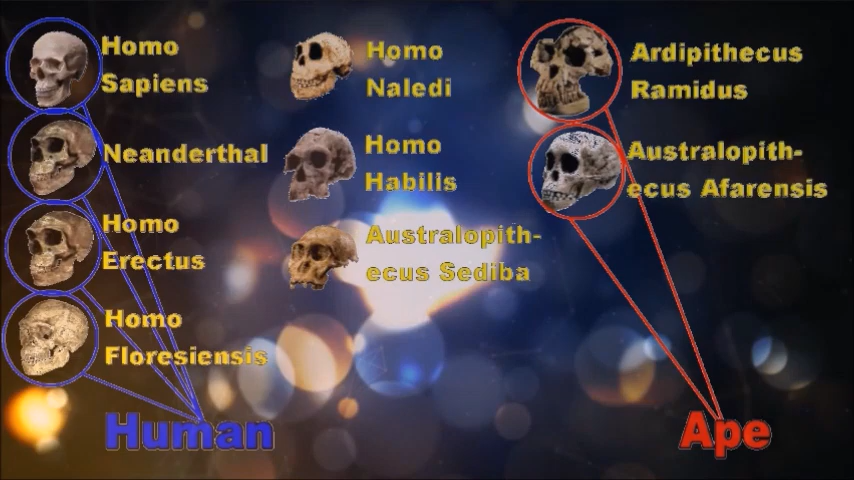 Homo
Sapiens
Neanderthal
Homo
Erectus
Homo
Floresiensis
Homo
Naledi
Homo
Habilis
Australopith-
ecus Sediba
Ardipithecus
Ramidus
Australopith-
ecus Afarensis
Human
Ape